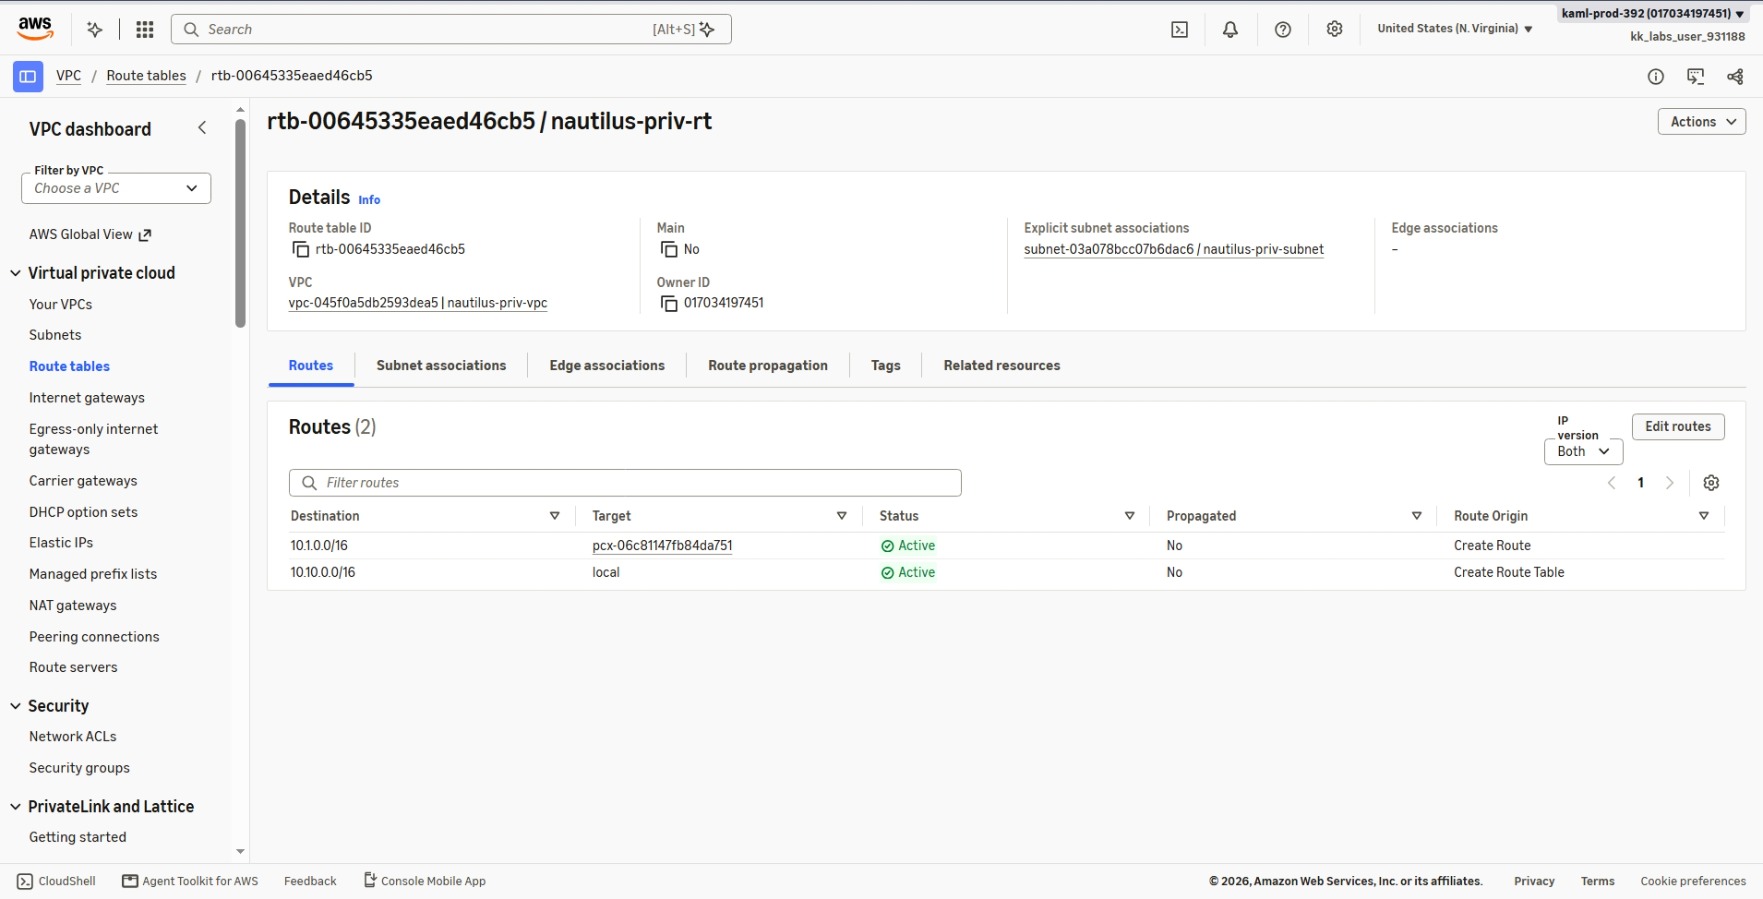 aws
Search [Alt+S]
United States (N. Virginia)
kaml-prod-392 (017034197451)
kk_labs_user_931188
VPC / Route tables / rtb-00645335eaed46cb5
VPC dashboard
Filter by VPC
Choose a VPC
AWS Global View
Virtual private cloud
Your VPCs
Subnets
Route tables
Internet gateways
Egress-only internet
gateways
Carrier gateways
DHCP option sets
Elastic IPs
Managed prefix lists
NAT gateways
Peering connections
Route servers
Security
Network ACLs
Security groups
PrivateLink and Lattice
Getting started
rtb-00645335eaed46cb5 / nautilus-priv-rt
Actions
Details Info
Route table ID
rtb-00645335eaed46cb5
VPC
vpc-045f0a5db2593dea5 | nautilus-priv-vpc
Main
No
Owner ID
017034197451
Explicit subnet associations
subnet-03a078bcc07b6dac6 / nautilus-priv-subnet
Edge associations
–
Routes Subnet associations Edge associations Route propagation Tags Related resources
Routes (2)
IP
version
Both
Edit routes
Filter routes
1
Destination Target Status Propagated Route Origin
10.1.0.0/16 pcx-06c81147fb84da751 Active No Create Route
10.10.0.0/16 local Active No Create Route Table
CloudShell Agent Toolkit for AWS Feedback Console Mobile App
© 2026, Amazon Web Services, Inc. or its affiliates. Privacy Terms Cookie preferences